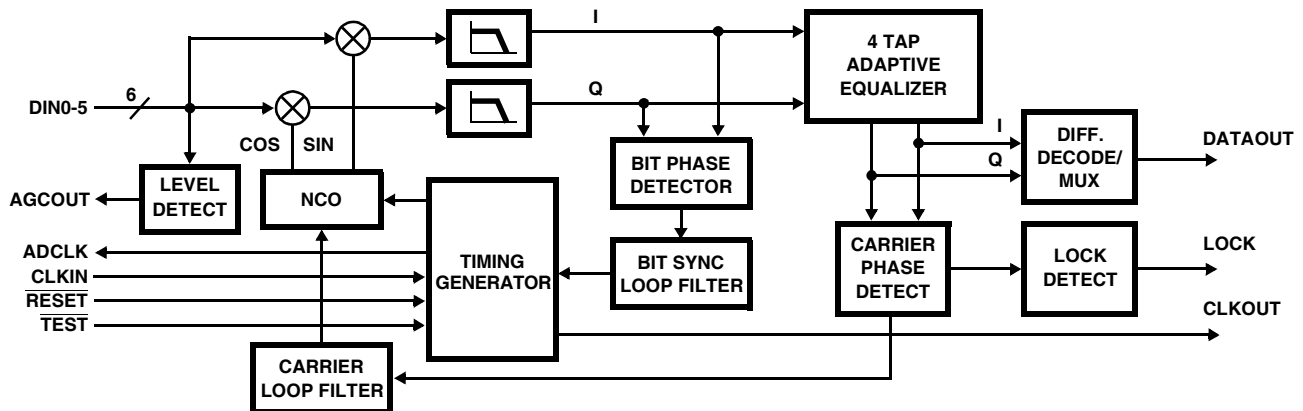 I
4 TAP
ADAPTIVE
EQUALIZER
6
DIN0-5
Q
COS SIN
I
DIFF.
DECODE/
MUX
DATAOUT
Q
BIT PHASE
DETECTOR
LEVEL
DETECT
AGCOUT
NCO
ADCLK
CLKIN
RESET
TEST
TIMING
GENERATOR
BIT SYNC
LOOP FILTER
CARRIER
PHASE
DETECT
LOCK
DETECT
LOCK
CLKOUT
CARRIER
LOOP FILTER